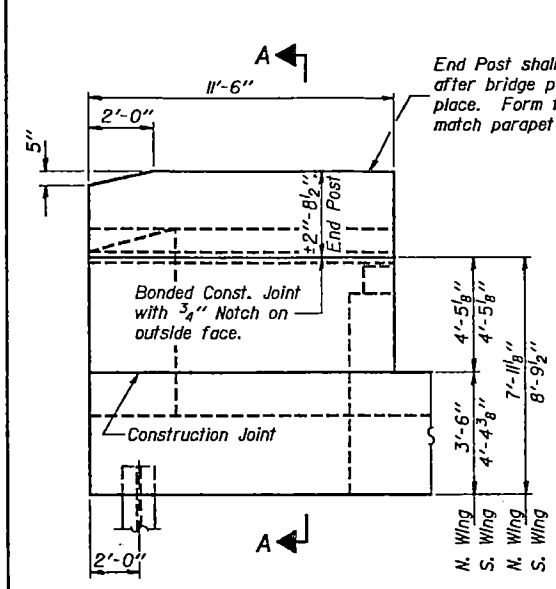 A
End Post shall
11'-6"
after bridge p
place. Form
match parapet
2'-0"
5"
±2"-8½"
End Post
Bonded Const. Joint
with ¾" Notch on
outside face.
4'-5⅛"
4'-5⅛"
7'-11⅛"
8'-9½"
3'-6"
4'-4⅜"
Construction Joint
N. Wing
S. Wing
N. Wing
S. Wing
A
2'-0"